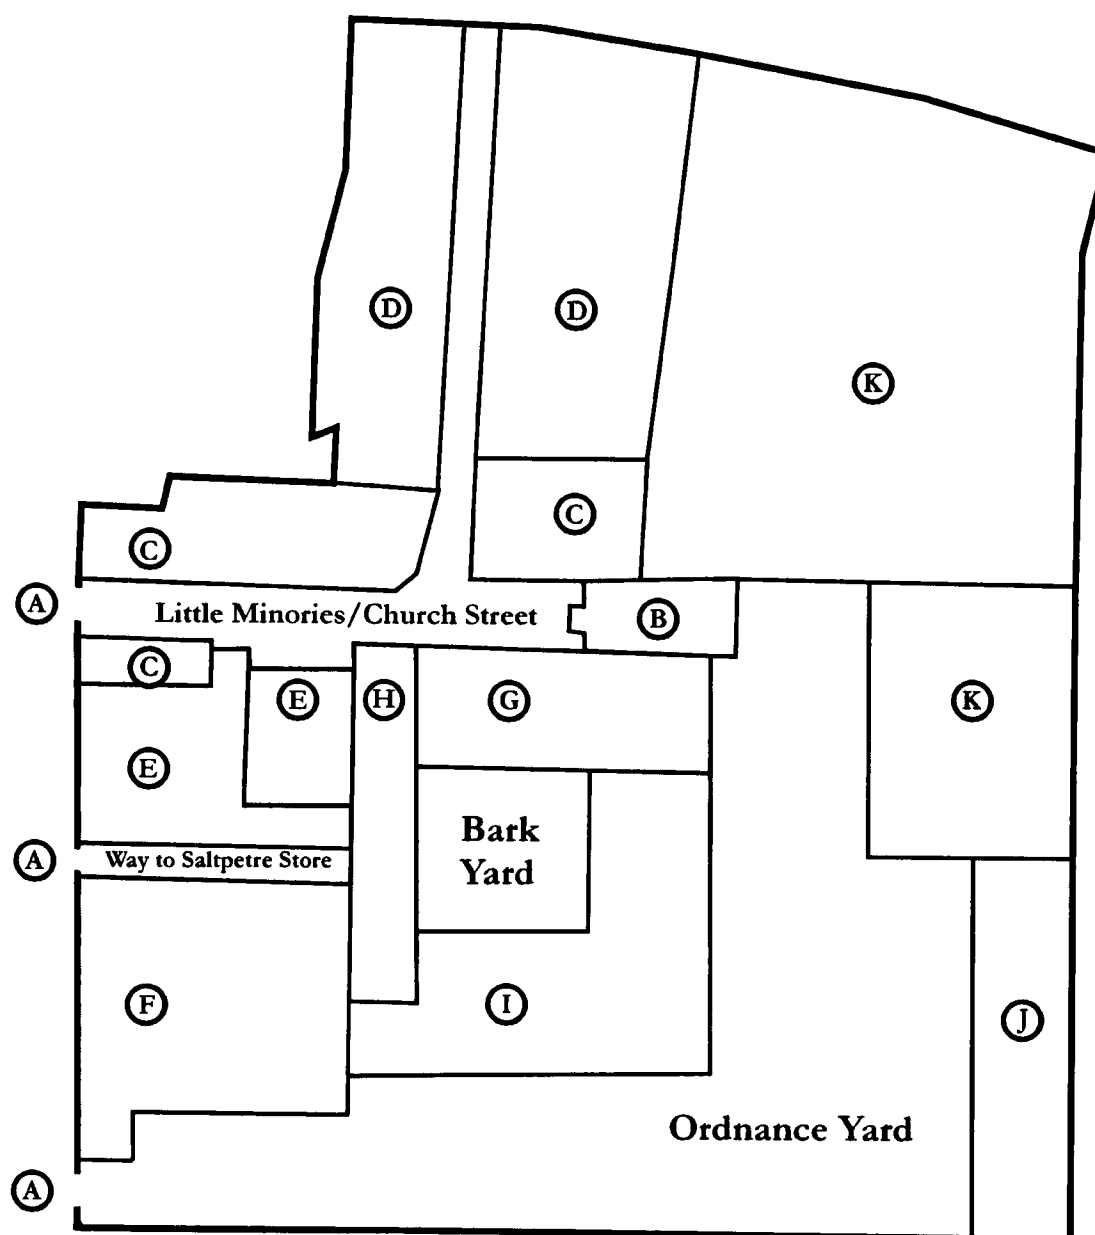 D
D
K
C
C
A
Little Minories/Church Street
B
C
E
H
G
K
E
Bark
Yard
A
Way to Saltpetre Store
F
I
J
Ordnance Yard
A